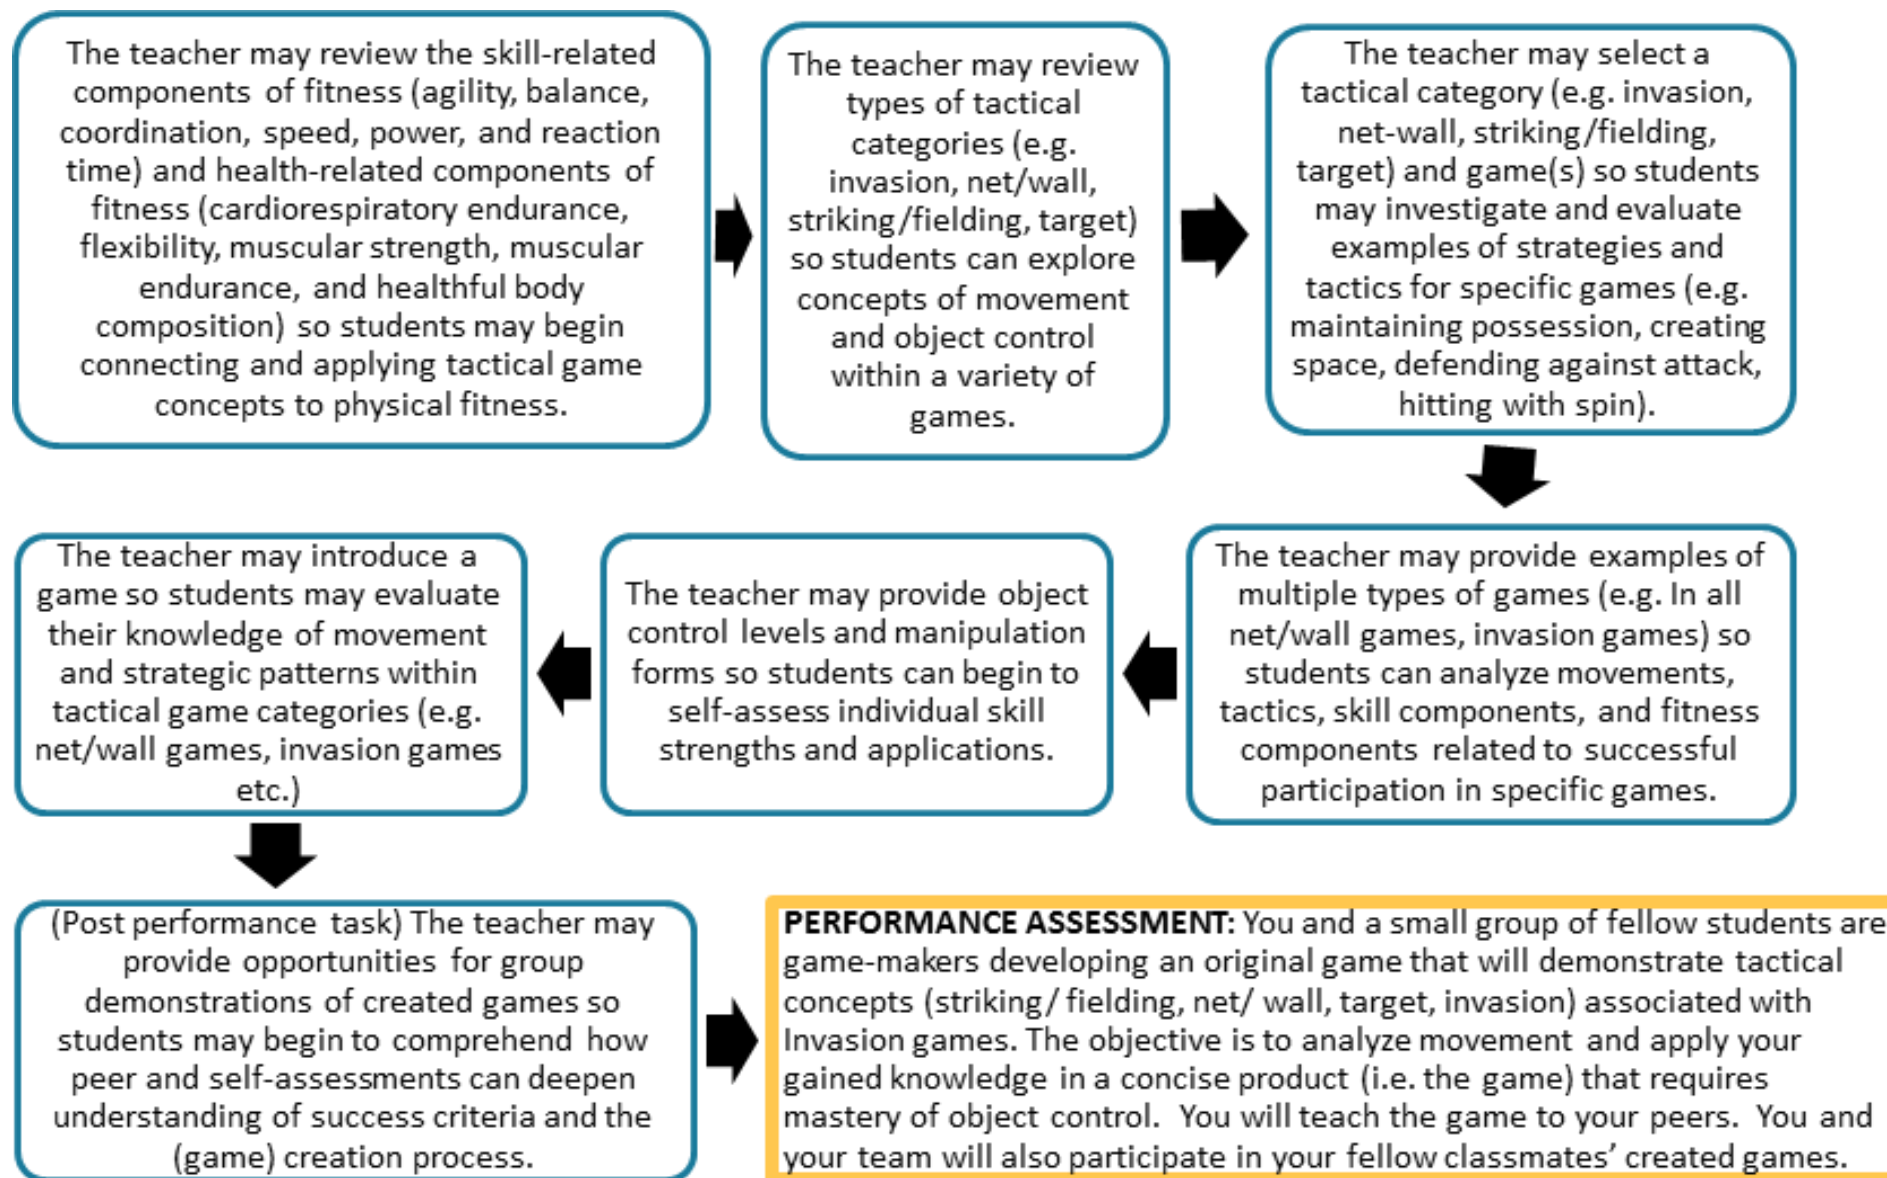 The teacher may review the skill-related
components of fitness (agility, balance,
coordination, speed, power, and reaction
time) and health-related components of
fitness (cardiorespiratory endurance,
flexibility, muscular strength, muscular
endurance, and healthful body
composition) so students may begin
connecting and applying tactical game
concepts to physical fitness.
The teacher may review
types of tactical
categories (e.g.
invasion, net/wall,
striking/fielding, target)
so students can explore
concepts of movement
and object control
within a variety of
games.
The teacher may select a
tactical category (e.g. invasion,
net-wall, striking/fielding,
target) and game(s) so students
may investigate and evaluate
examples of strategies and
tactics for specific games (e.g.
maintaining possession, creating
space, defending against attack,
hitting with spin).
The teacher may provide examples of
multiple types of games (e.g. In all
net/wall games, invasion games) so
students can analyze movements,
tactics, skill components, and fitness
components related to successful
participation in specific games.
The teacher may provide object
control levels and manipulation
forms so students can begin to
self-assess individual skill
strengths and applications.
The teacher may introduce a
game so students may evaluate
their knowledge of movement
and strategic patterns within
tactical game categories (e.g.
net/wall games, invasion games
etc.)
(Post performance task) The teacher may
provide opportunities for group
demonstrations of created games so
students may begin to comprehend how
peer and self-assessments can deepen
understanding of success criteria and the
(game) creation process.
PERFORMANCE ASSESSMENT: You and a small group of fellow students are
game-makers developing an original game that will demonstrate tactical
concepts (striking/ fielding, net/ wall, target, invasion) associated with
Invasion games. The objective is to analyze movement and apply your
gained knowledge in a concise product (i.e. the game) that requires
mastery of object control. You will teach the game to your peers. You and
your team will also participate in your fellow classmates' created games.